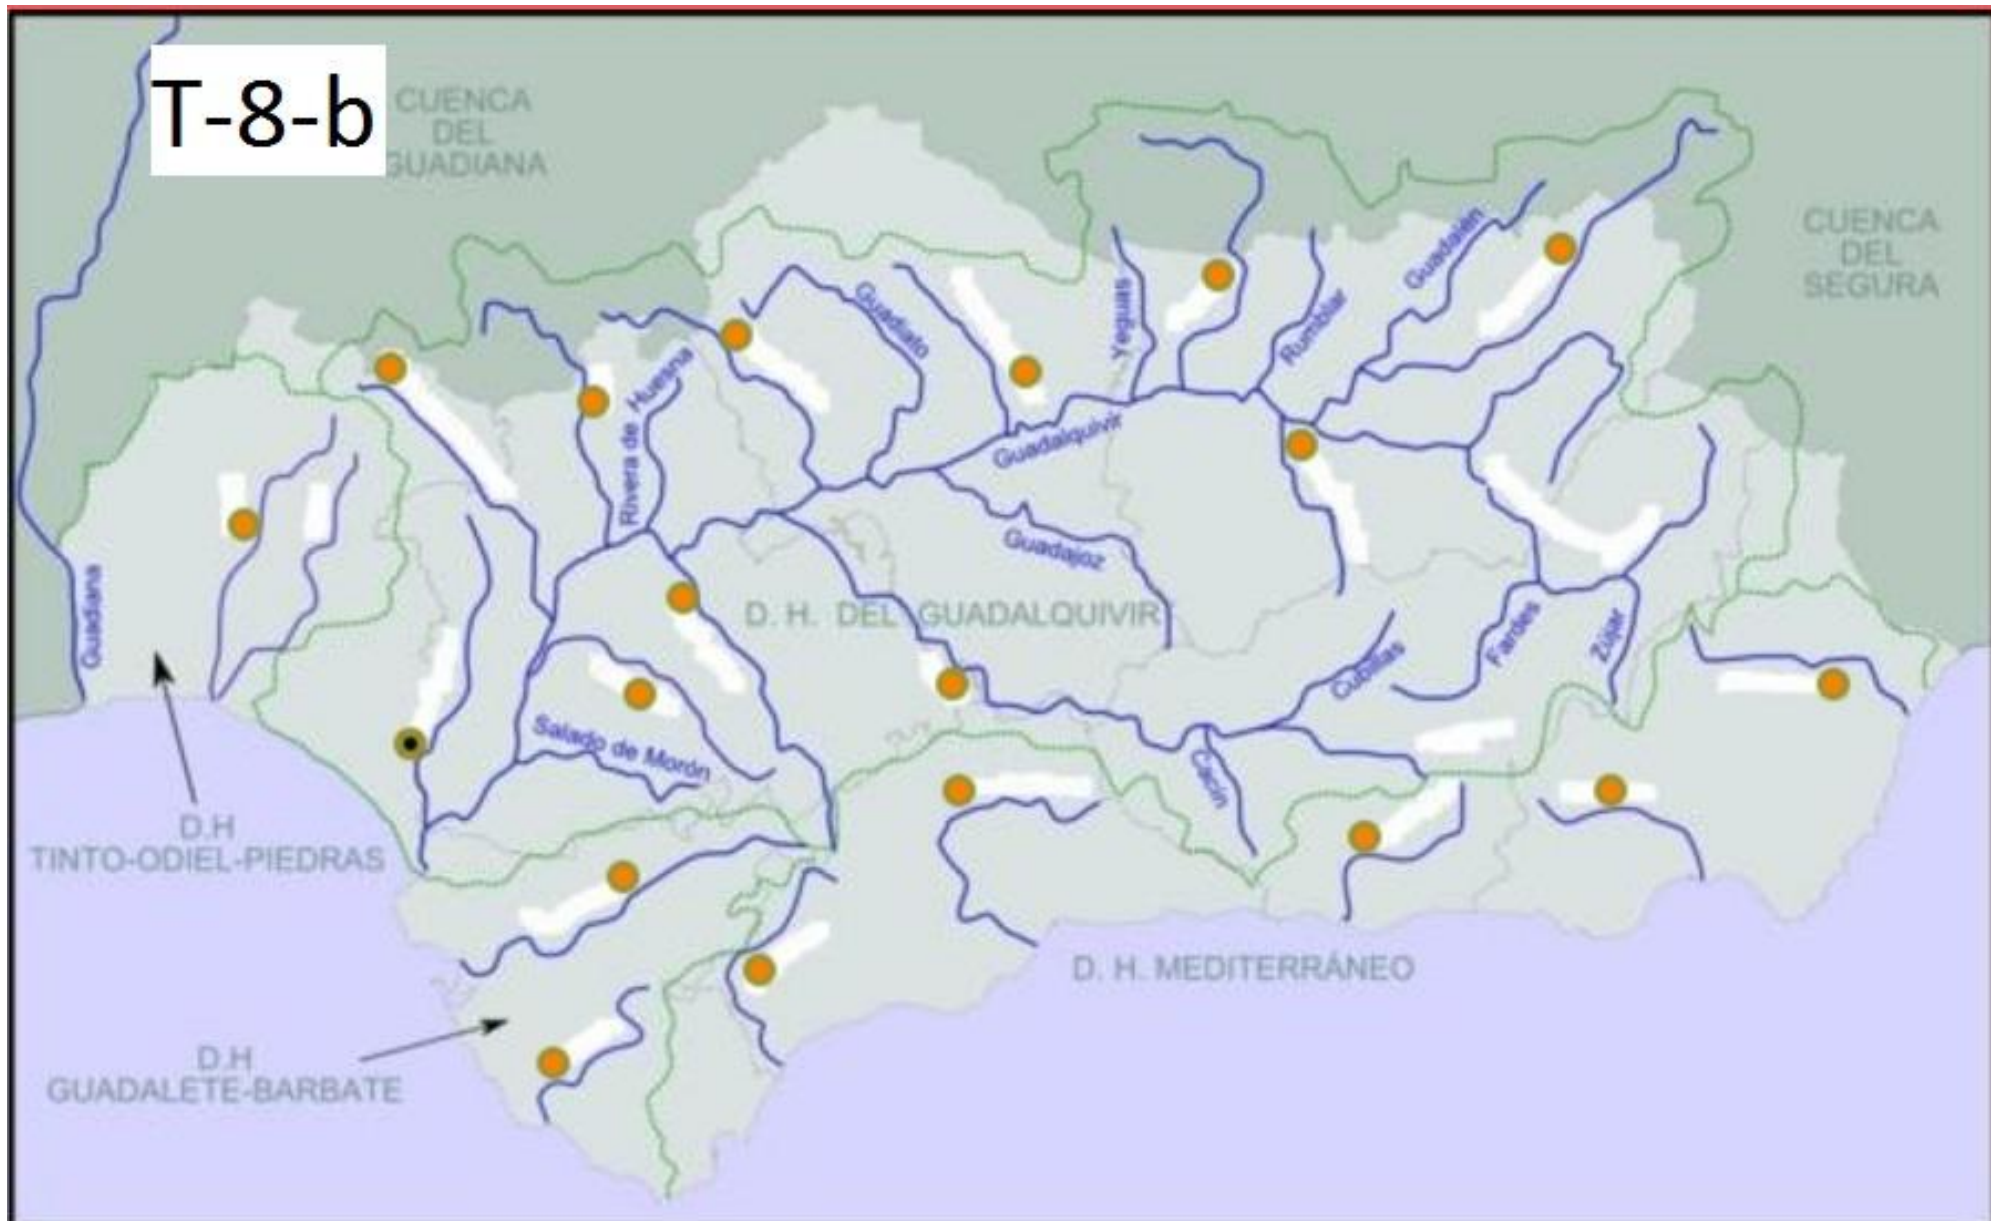 T-8-b
CUENCA
DEL
GUADIANA
CUENCA
DEL
SEGURA
Guadiato
Yeguas
Rumblar
Guadalén
Rivera de Huesna
Guadalquivir
Guadajoz
Guadiana
D. H. DEL GUADALQUIVIR
Cubillas
Fardes
Zújar
Salado de Morón
Cacín
D.H
TINTO-ODIEL-PIEDRAS
D. H. MEDITERRÁNEO
D.H
GUADALETE-BARBATE